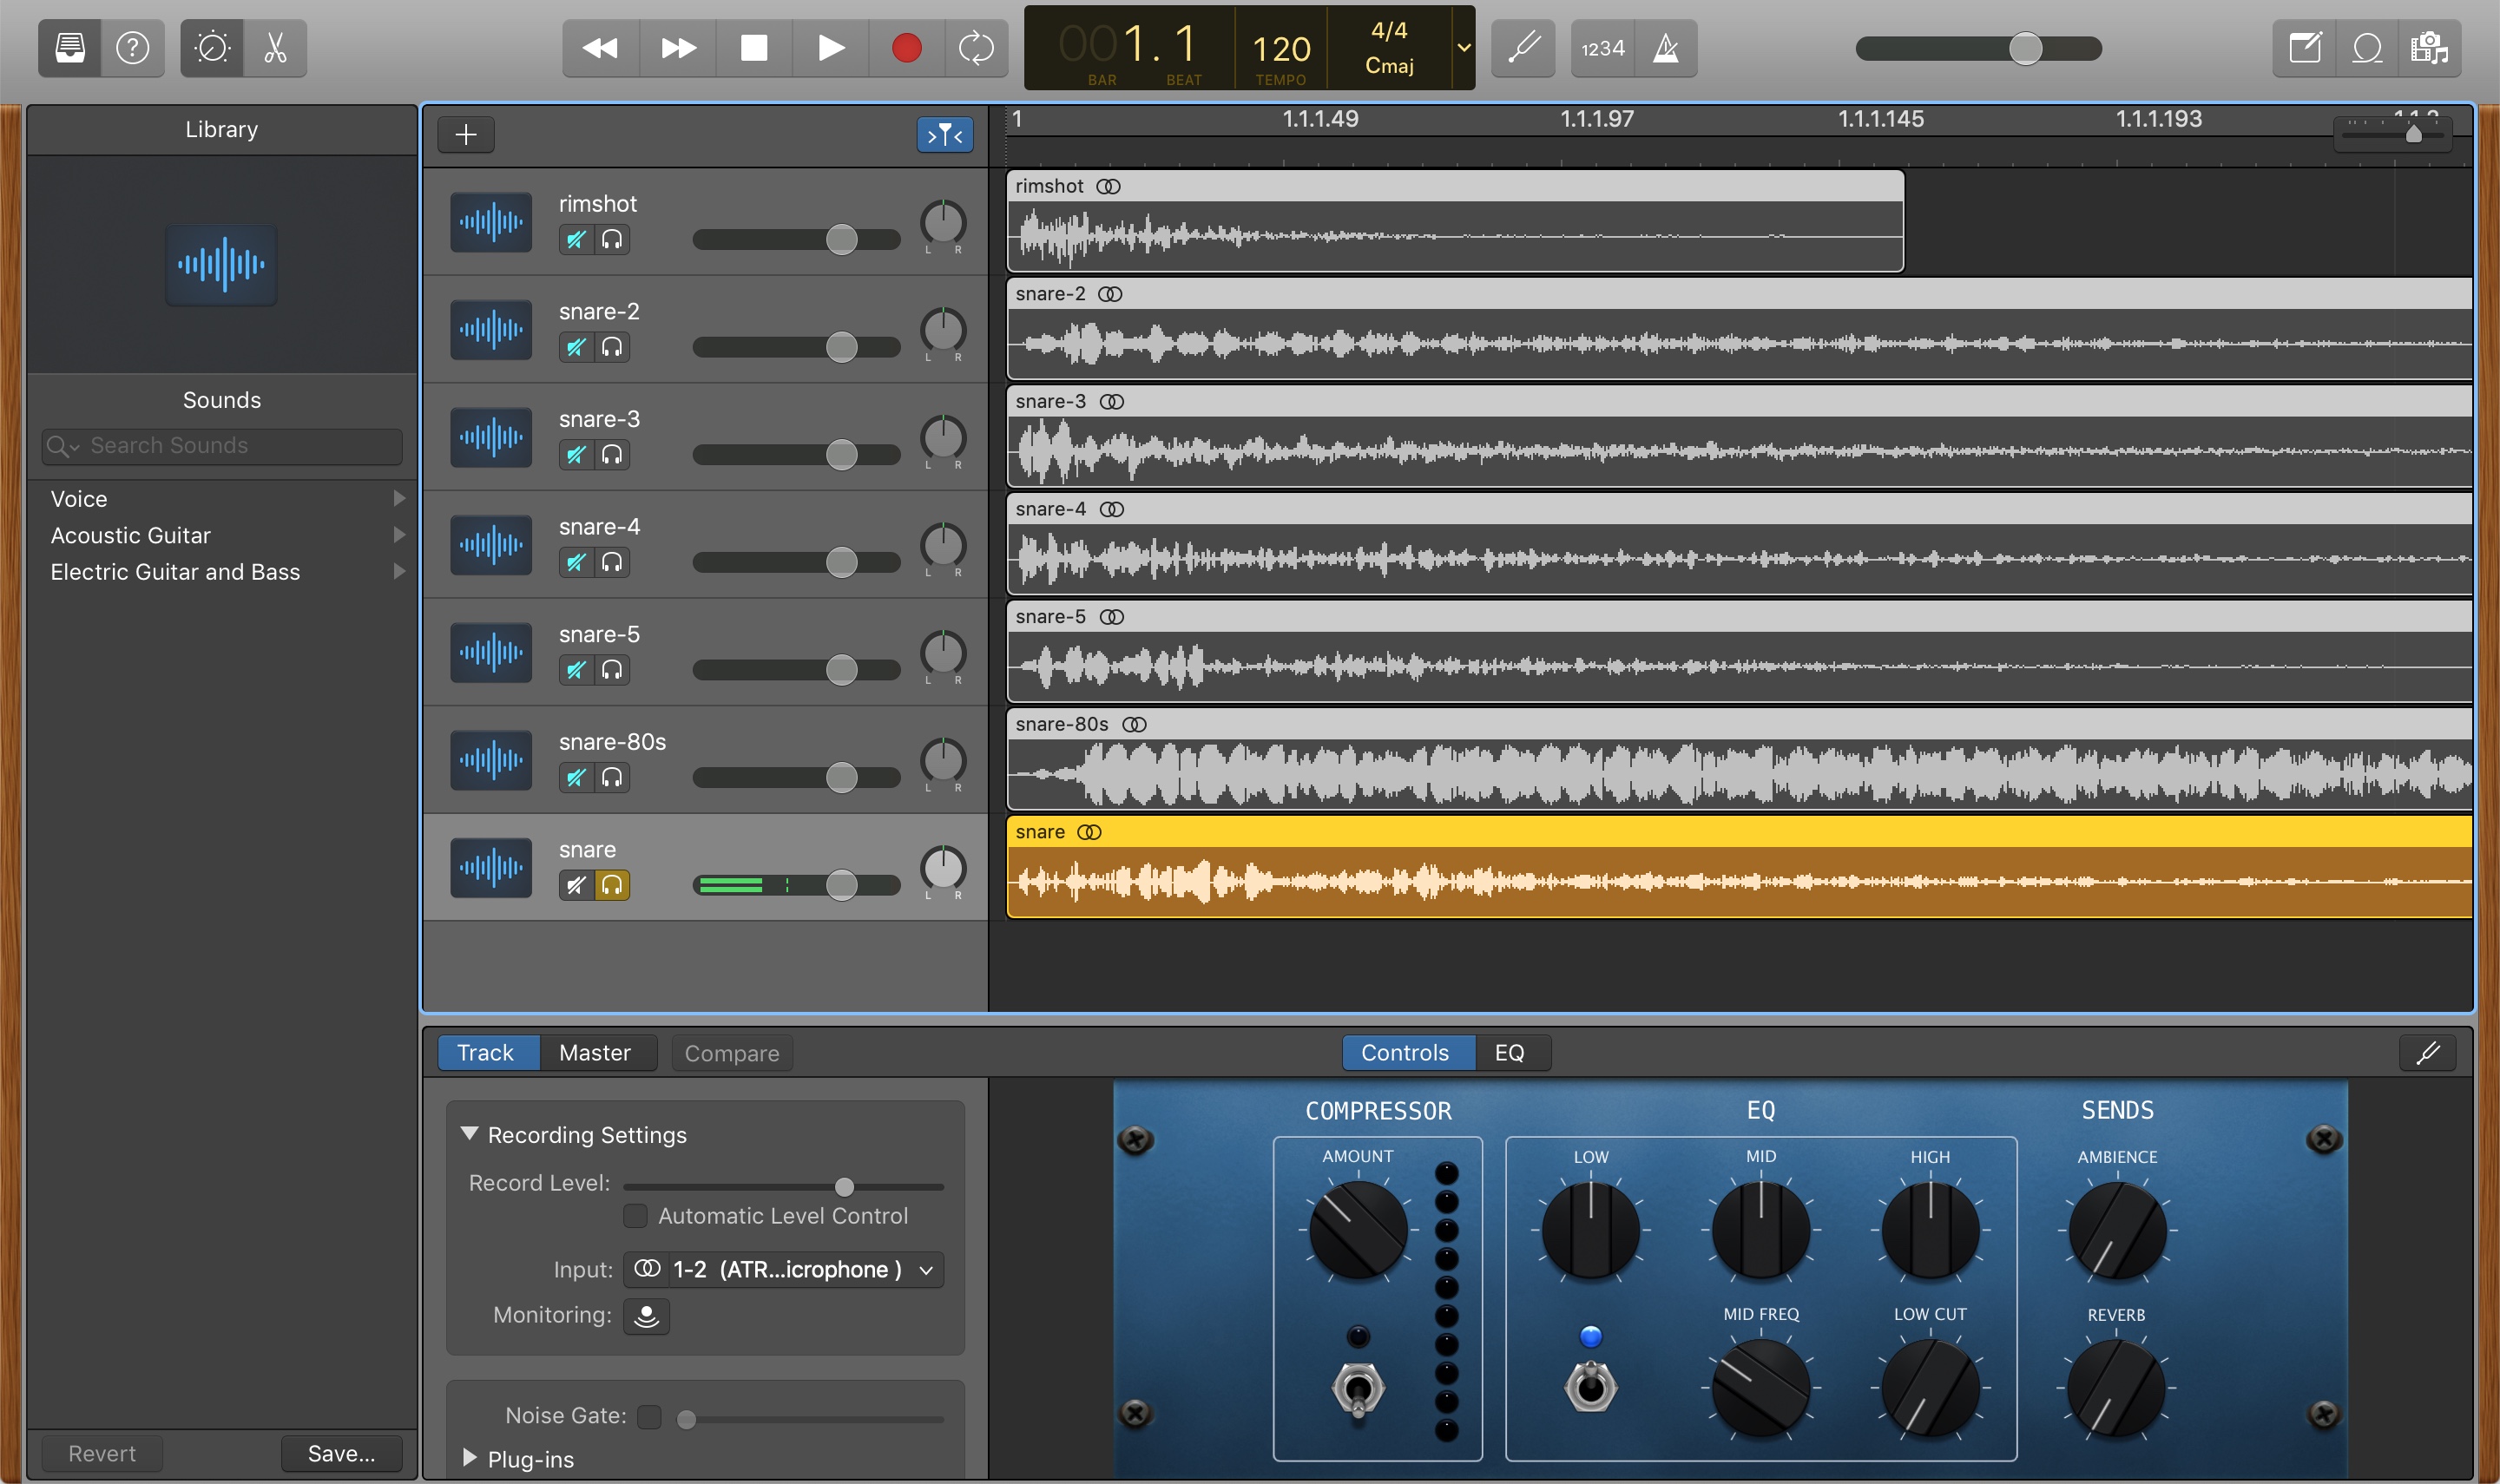 001. 1
BAR
BEAT
120
TEMPO
4/4
Cmaj
1234
Library
Sounds
Search Sounds
Voice
Acoustic Guitar
Electric Guitar and Bass
Revert
Save...
1
1.1.1.49
1.1.1.97
1.1.1.145
1.1.1.193
rimshot
L R
rimshot
snare-2
L R
snare-2
snare-3
L R
snare-3
snare-4
L R
snare-4
snare-5
L R
snare-5
snare-80s
L R
snare-80s
snare
L R
snare
Track
Master
Compare
Controls
EQ
Recording Settings
Record Level:
Automatic Level Control
Input:
1-2 (ATR...icrophone )
Monitoring:
Noise Gate:
Plug-ins
COMPRESSOR
EQ
SENDS
AMOUNT
LOW
MID
HIGH
AMBIENCE
MID FREQ
LOW CUT
REVERB